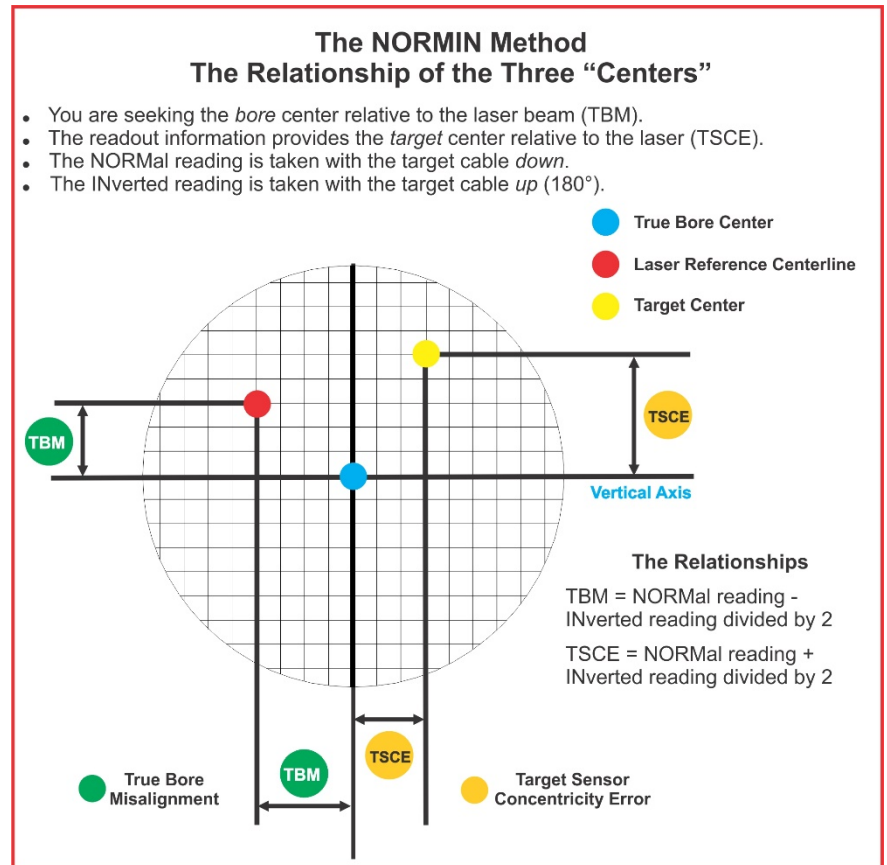 The NORMIN Method
The Relationship of the Three “Centers”
• You are seeking the bore center relative to the laser beam (TBM).
• The readout information provides the target center relative to the laser (TSCE).
• The NORMal reading is taken with the target cable down.
• The INverted reading is taken with the target cable up (180°).
True Bore Center
Laser Reference Centerline
Target Center
TBM
TSCE
Vertical Axis
The Relationships
TBM = NORMal reading -
INverted reading divided by 2
TSCE = NORMal reading +
INverted reading divided by 2
True Bore
Misalignment
TBM
TSCE
Target Sensor
Concentricity Error